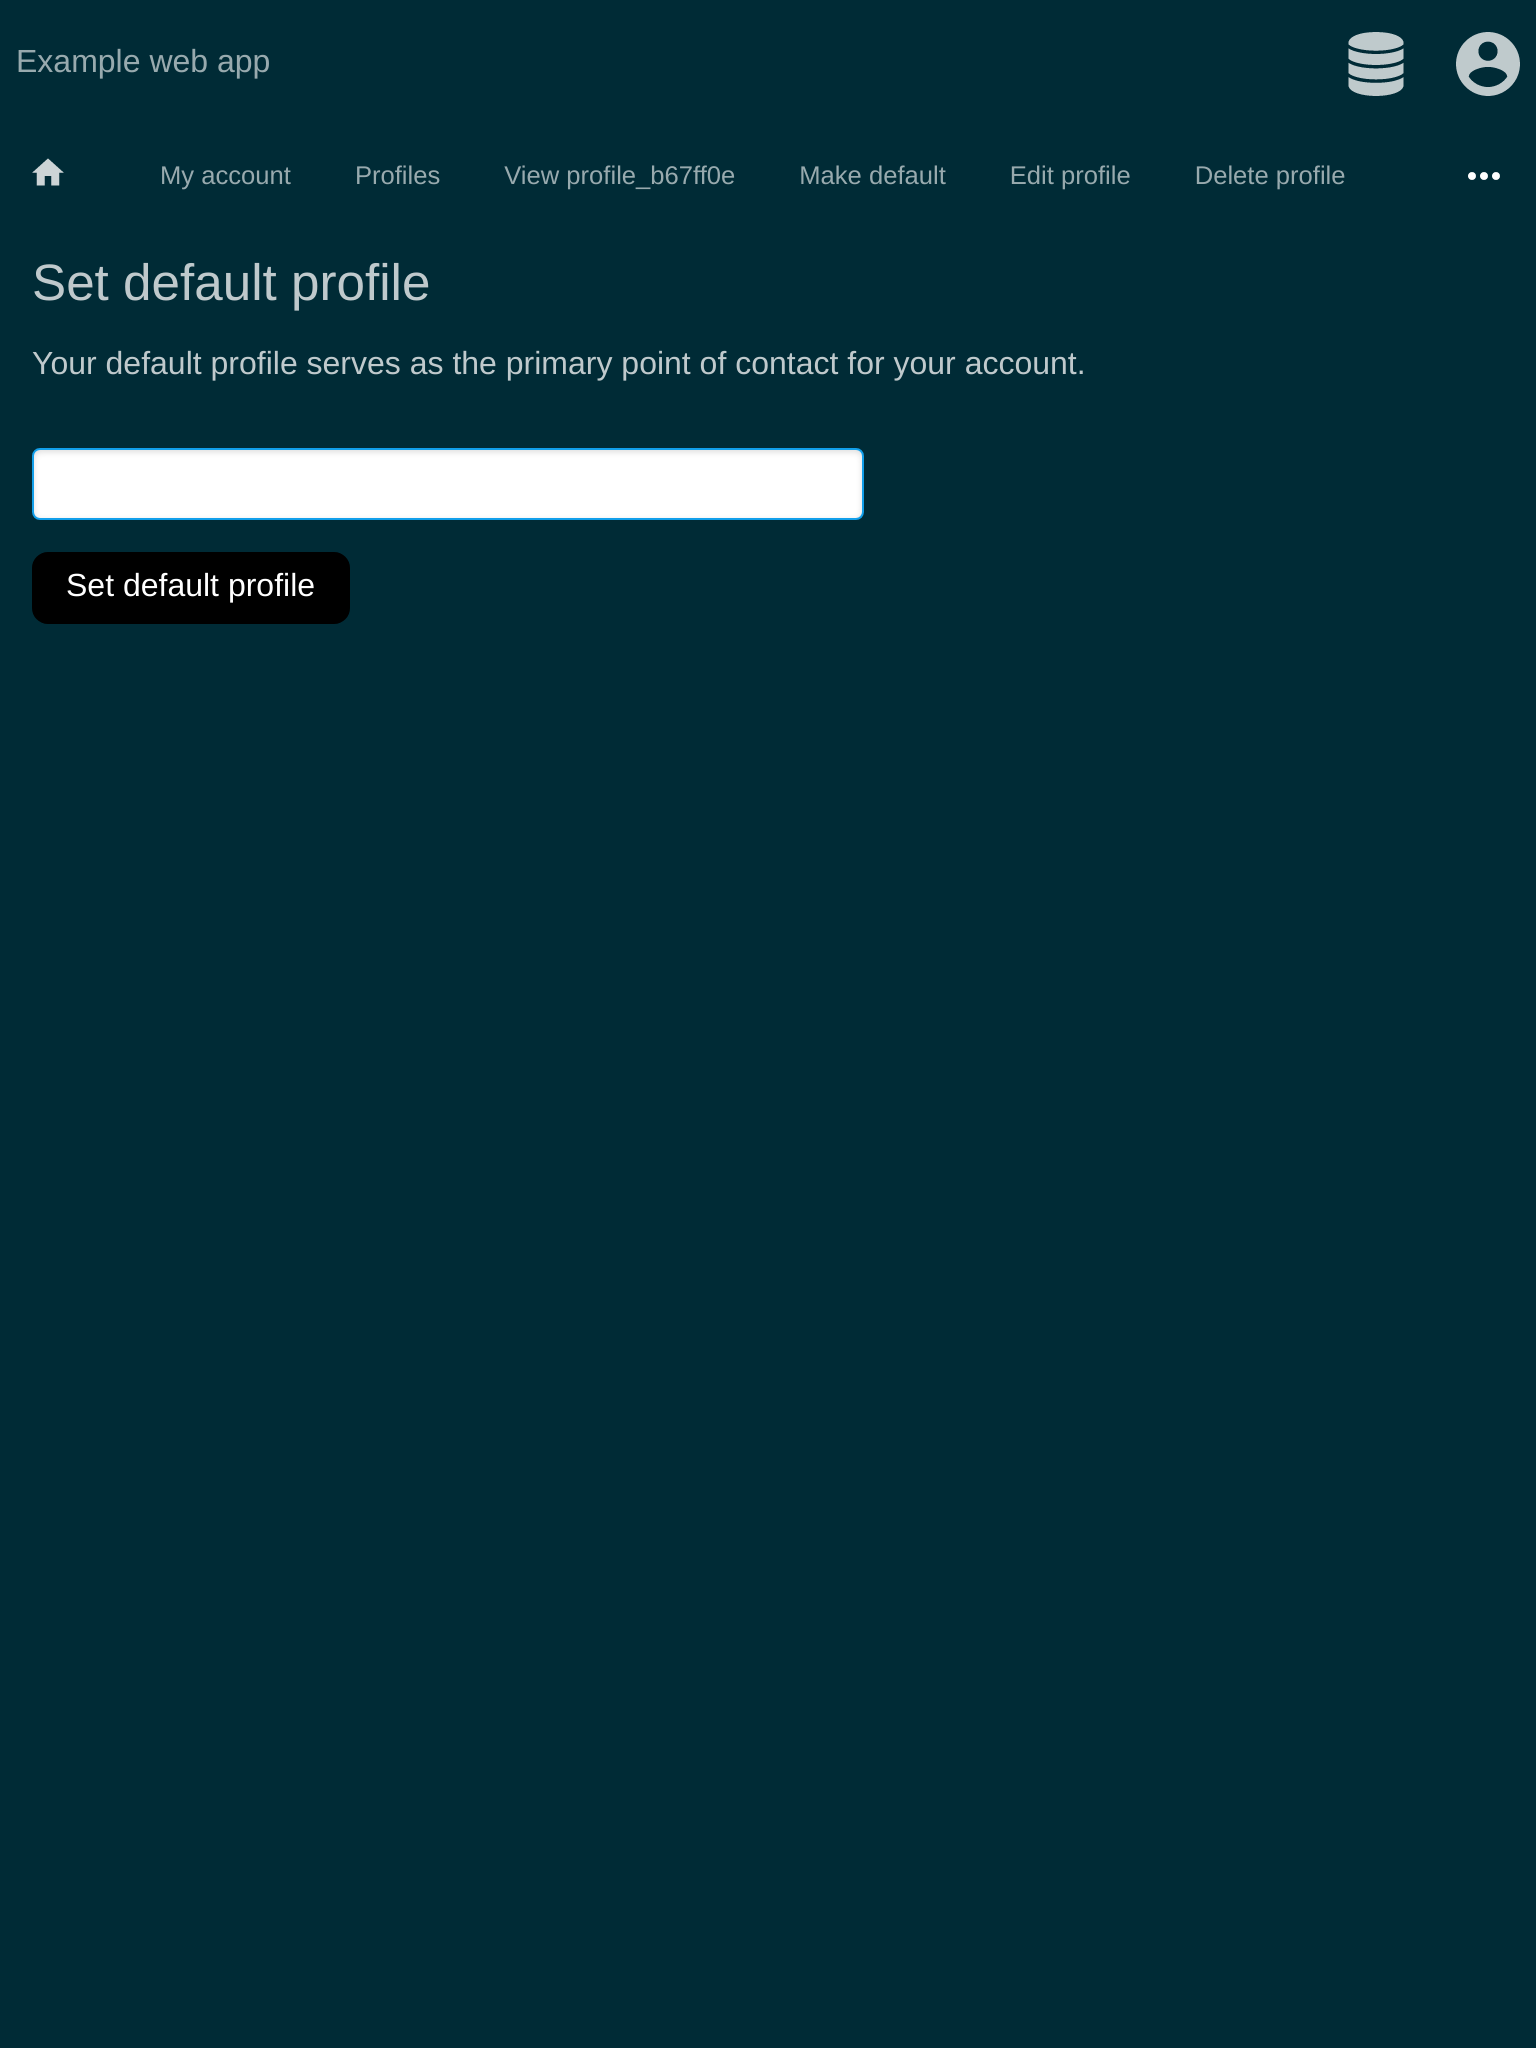 Example web app
My account Profiles View profile_b67ff0e Make default Edit profile Delete profile
Set default profile
Your default profile serves as the primary point of contact for your account.
Set default profile